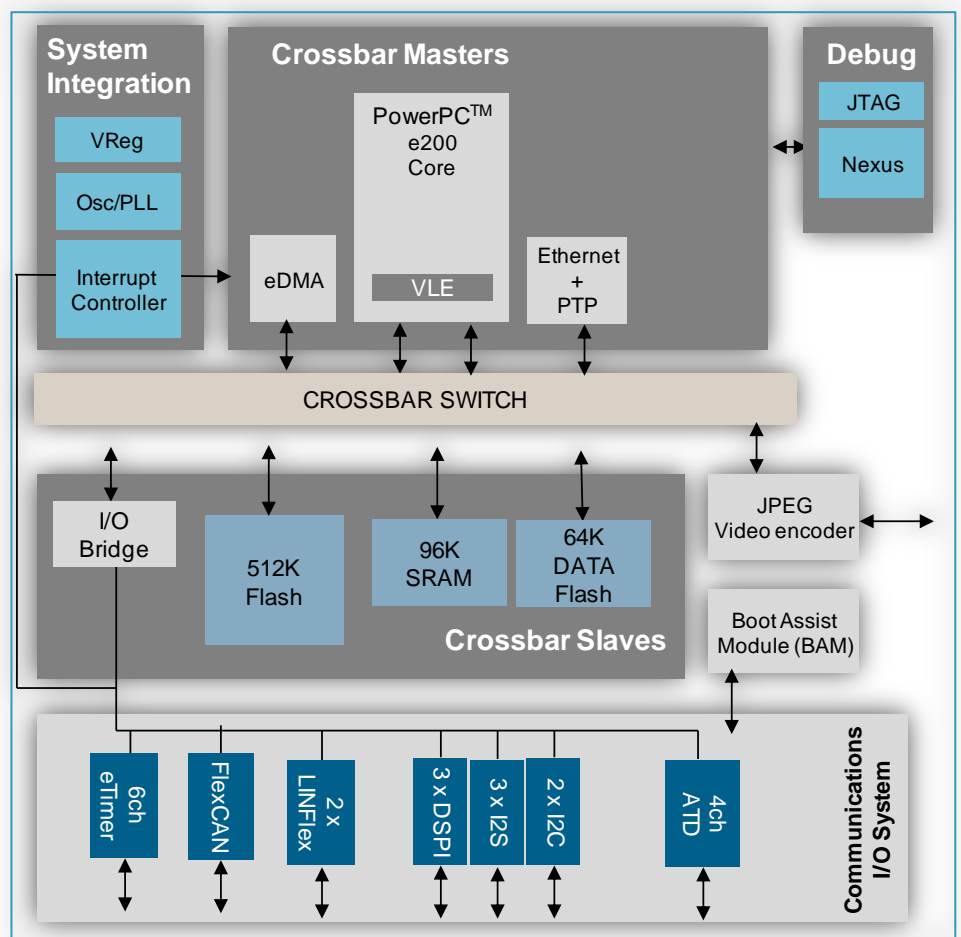 System
Integration
VReg
Osc/PLL
Interrupt
Controller
Crossbar Masters
PowerPC™
e200
Core
VLE
eDMA
Ethernet
+
PTP
Debug
JTAG
Nexus
CROSSBAR SWITCH
I/O
Bridge
512K
Flash
96K
SRAM
64K
DATA
Flash
Crossbar Slaves
JPEG
Video encoder
Boot Assist
Module (BAM)
6ch
eTimer
FlexCAN
2 x
LINFlex
3 x DSPI
3 x I2S
2 x I2C
4ch
ATD
Communications
I/O System